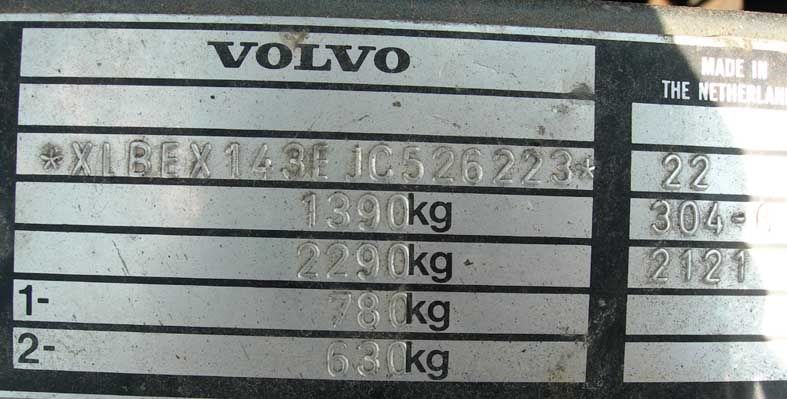 VOLVO
MADE IN
THE NETHERLAN
*XLBEX143EJC526223*
22
1390kg
304-
2290kg
2121
1- 780kg
2- 630kg